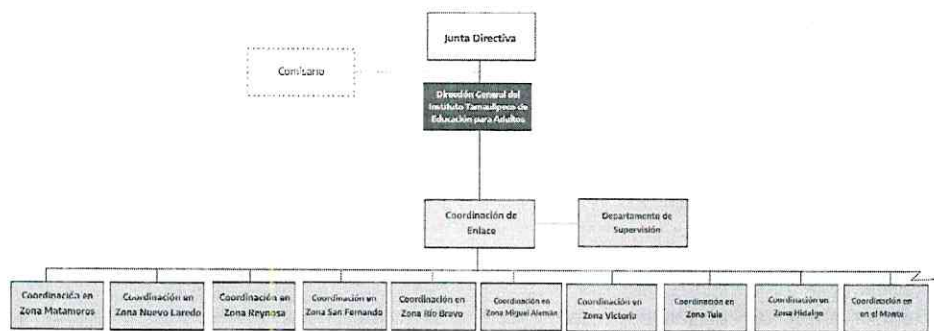 Junta Directiva
Comisario
Dirección General del
Instituto Tamaulipeco de
Educación para Adultos
Coordinación de
Enlace
Departamento de
Supervisión
Coordinación en
Zona Matamoros
Coordinación en
Zona Nuevo Laredo
Coordinación en
Zona Reynosa
Coordinación en
Zona San Fernando
Coordinación en
Zona Río Bravo
Coordinación en
Zona Miguel Alemán
Coordinación en
Zona Victoria
Coordinación en
Zona Tula
Coordinación en
Zona Hidalgo
Coordinación en
en el Mante